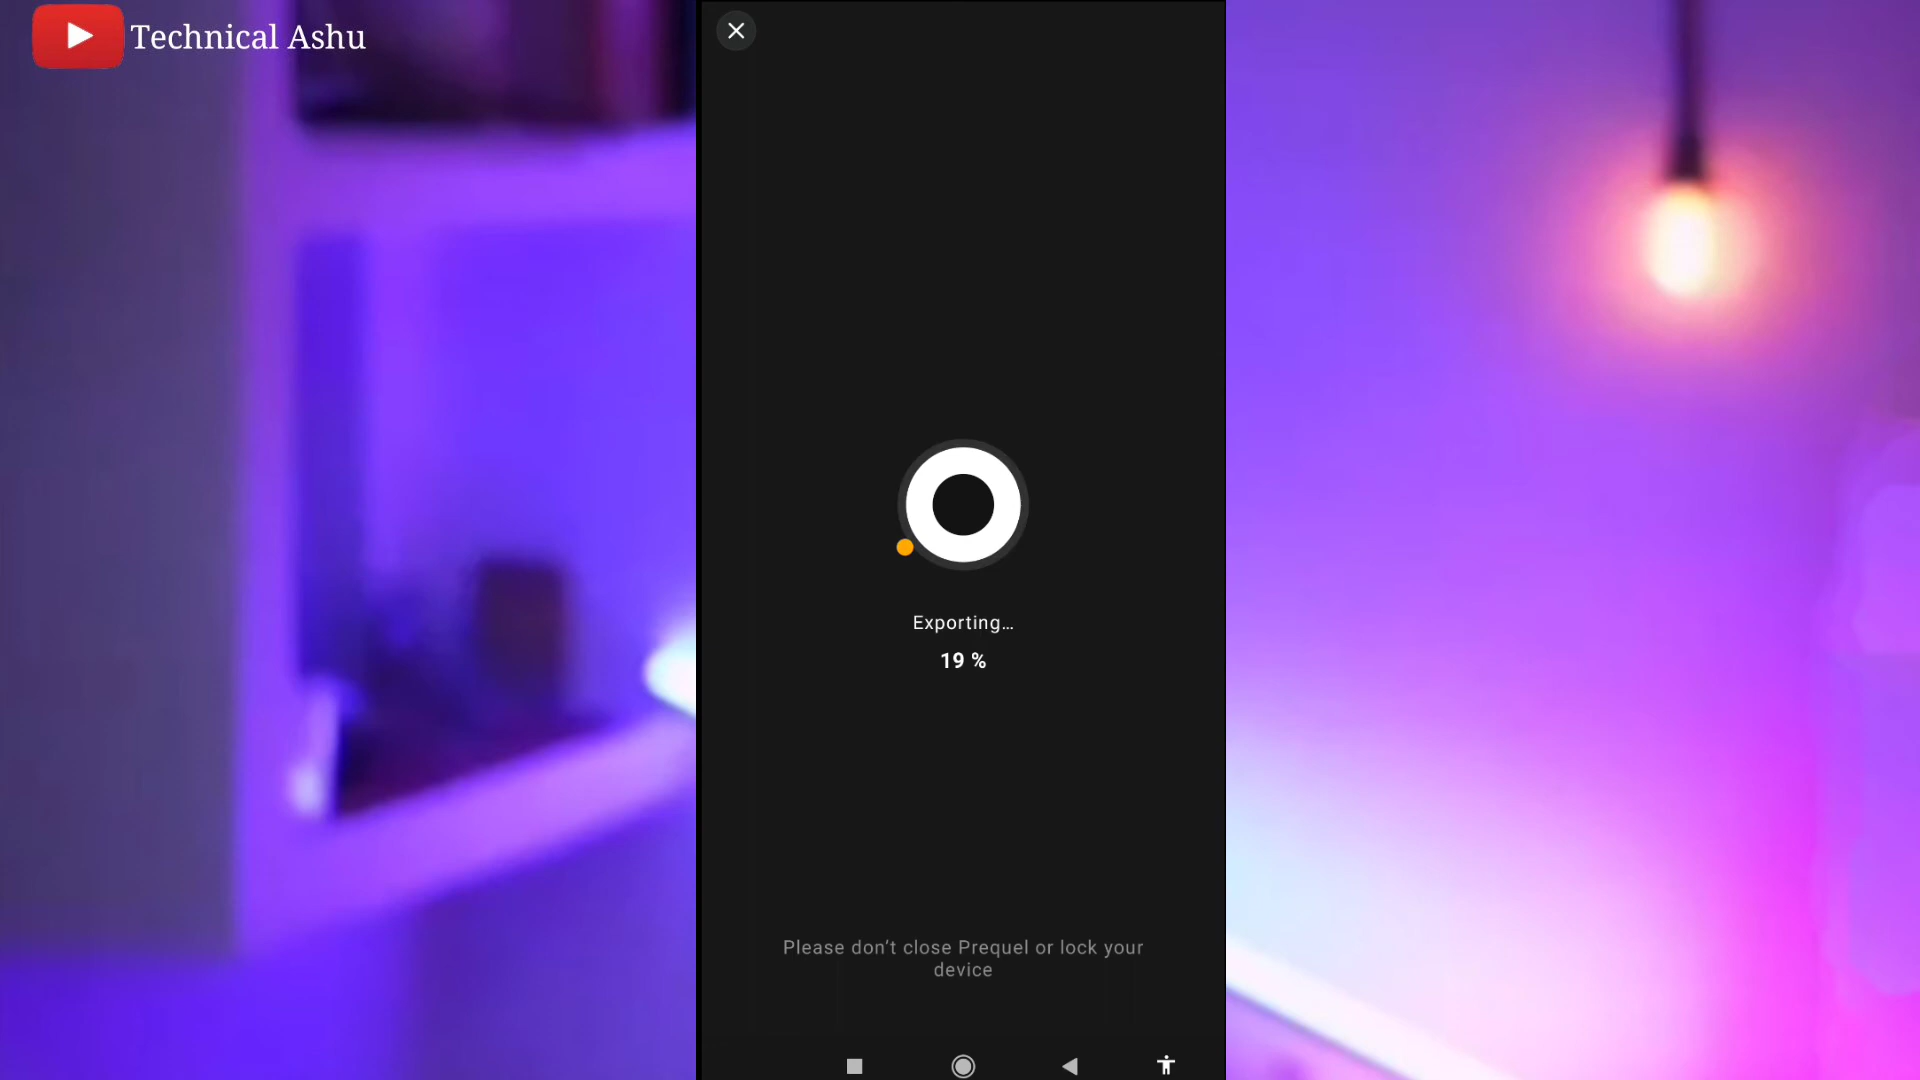 Technical Ashu
Exporting…
19 %
Please don’t close Prequel or lock your
device